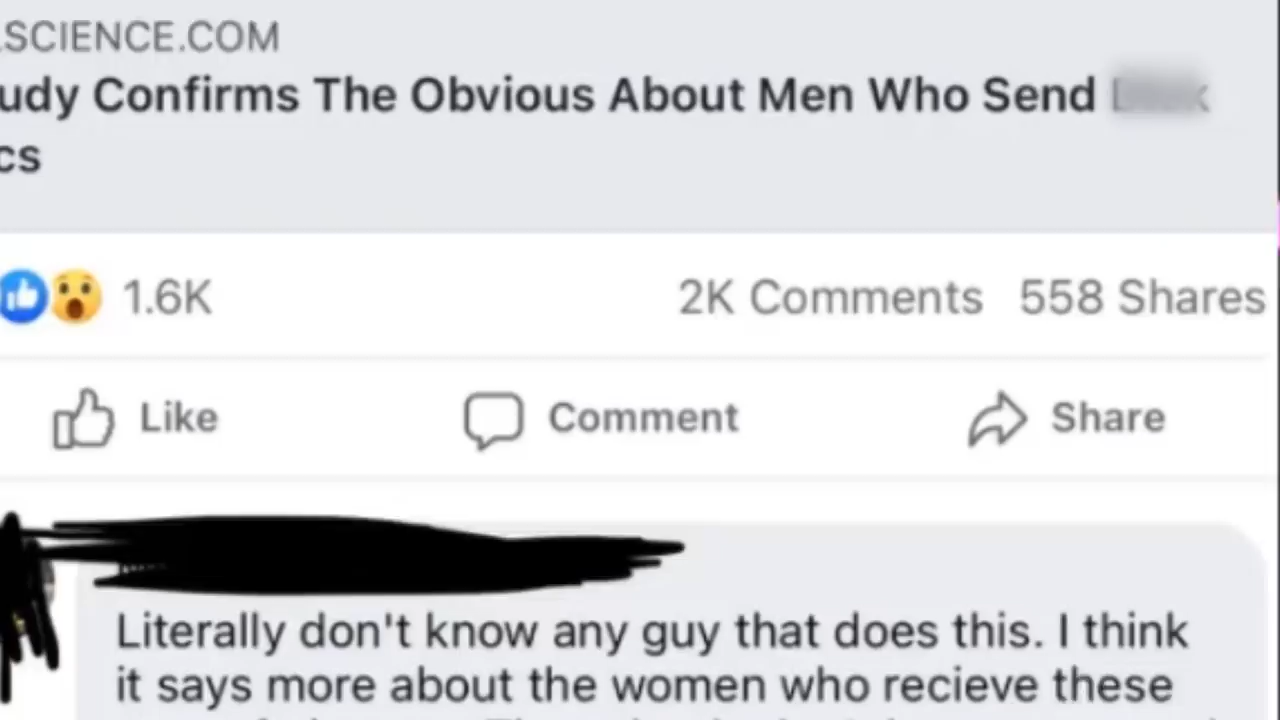 .SCIENCE.COM
udy Confirms The Obvious About Men Who Send
cs
1.6K 2K Comments 558 Shares
Like Comment Share
Literally don't know any guy that does this. I think
it says more about the women who recieve these